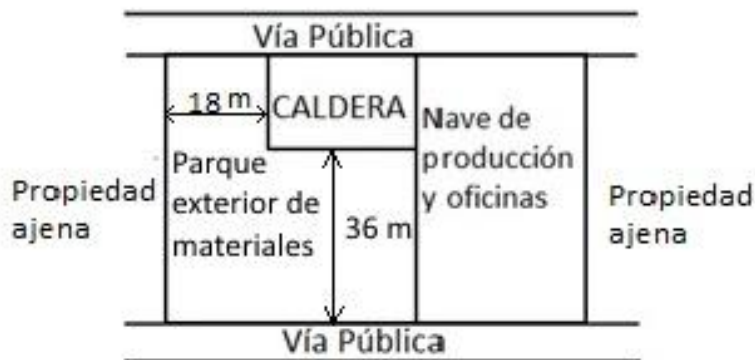 Vía Pública
18 m
CALDERA
Nave de
producción
y oficinas
Parque
exterior de
materiales
36 m
Propiedad
ajena
Propiedad
ajena
Vía Pública